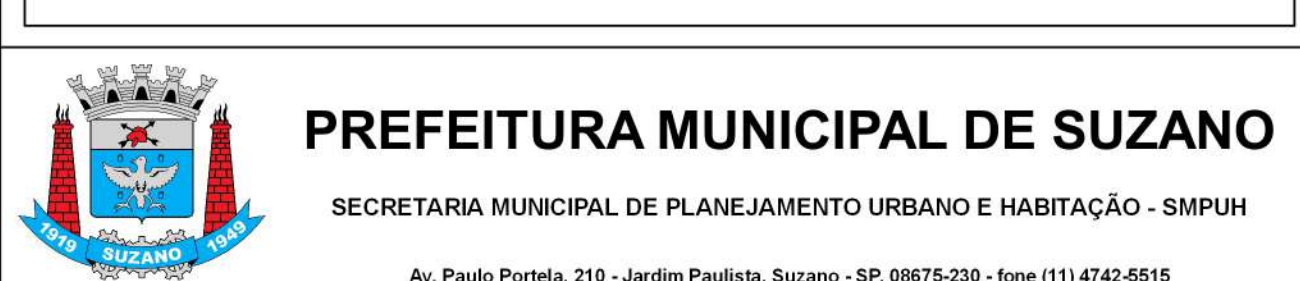 PREFEITURA MUNICIPAL DE SUZANO
SECRETARIA MUNICIPAL DE PLANEJAMENTO URBANO E HABITAÇÃO - SMPUH
Av. Paulo Portela, 210 - Jardim Paulista, Suzano - SP, 08675-230 - fone (11) 4742-5515
1919 SUZANO 1949